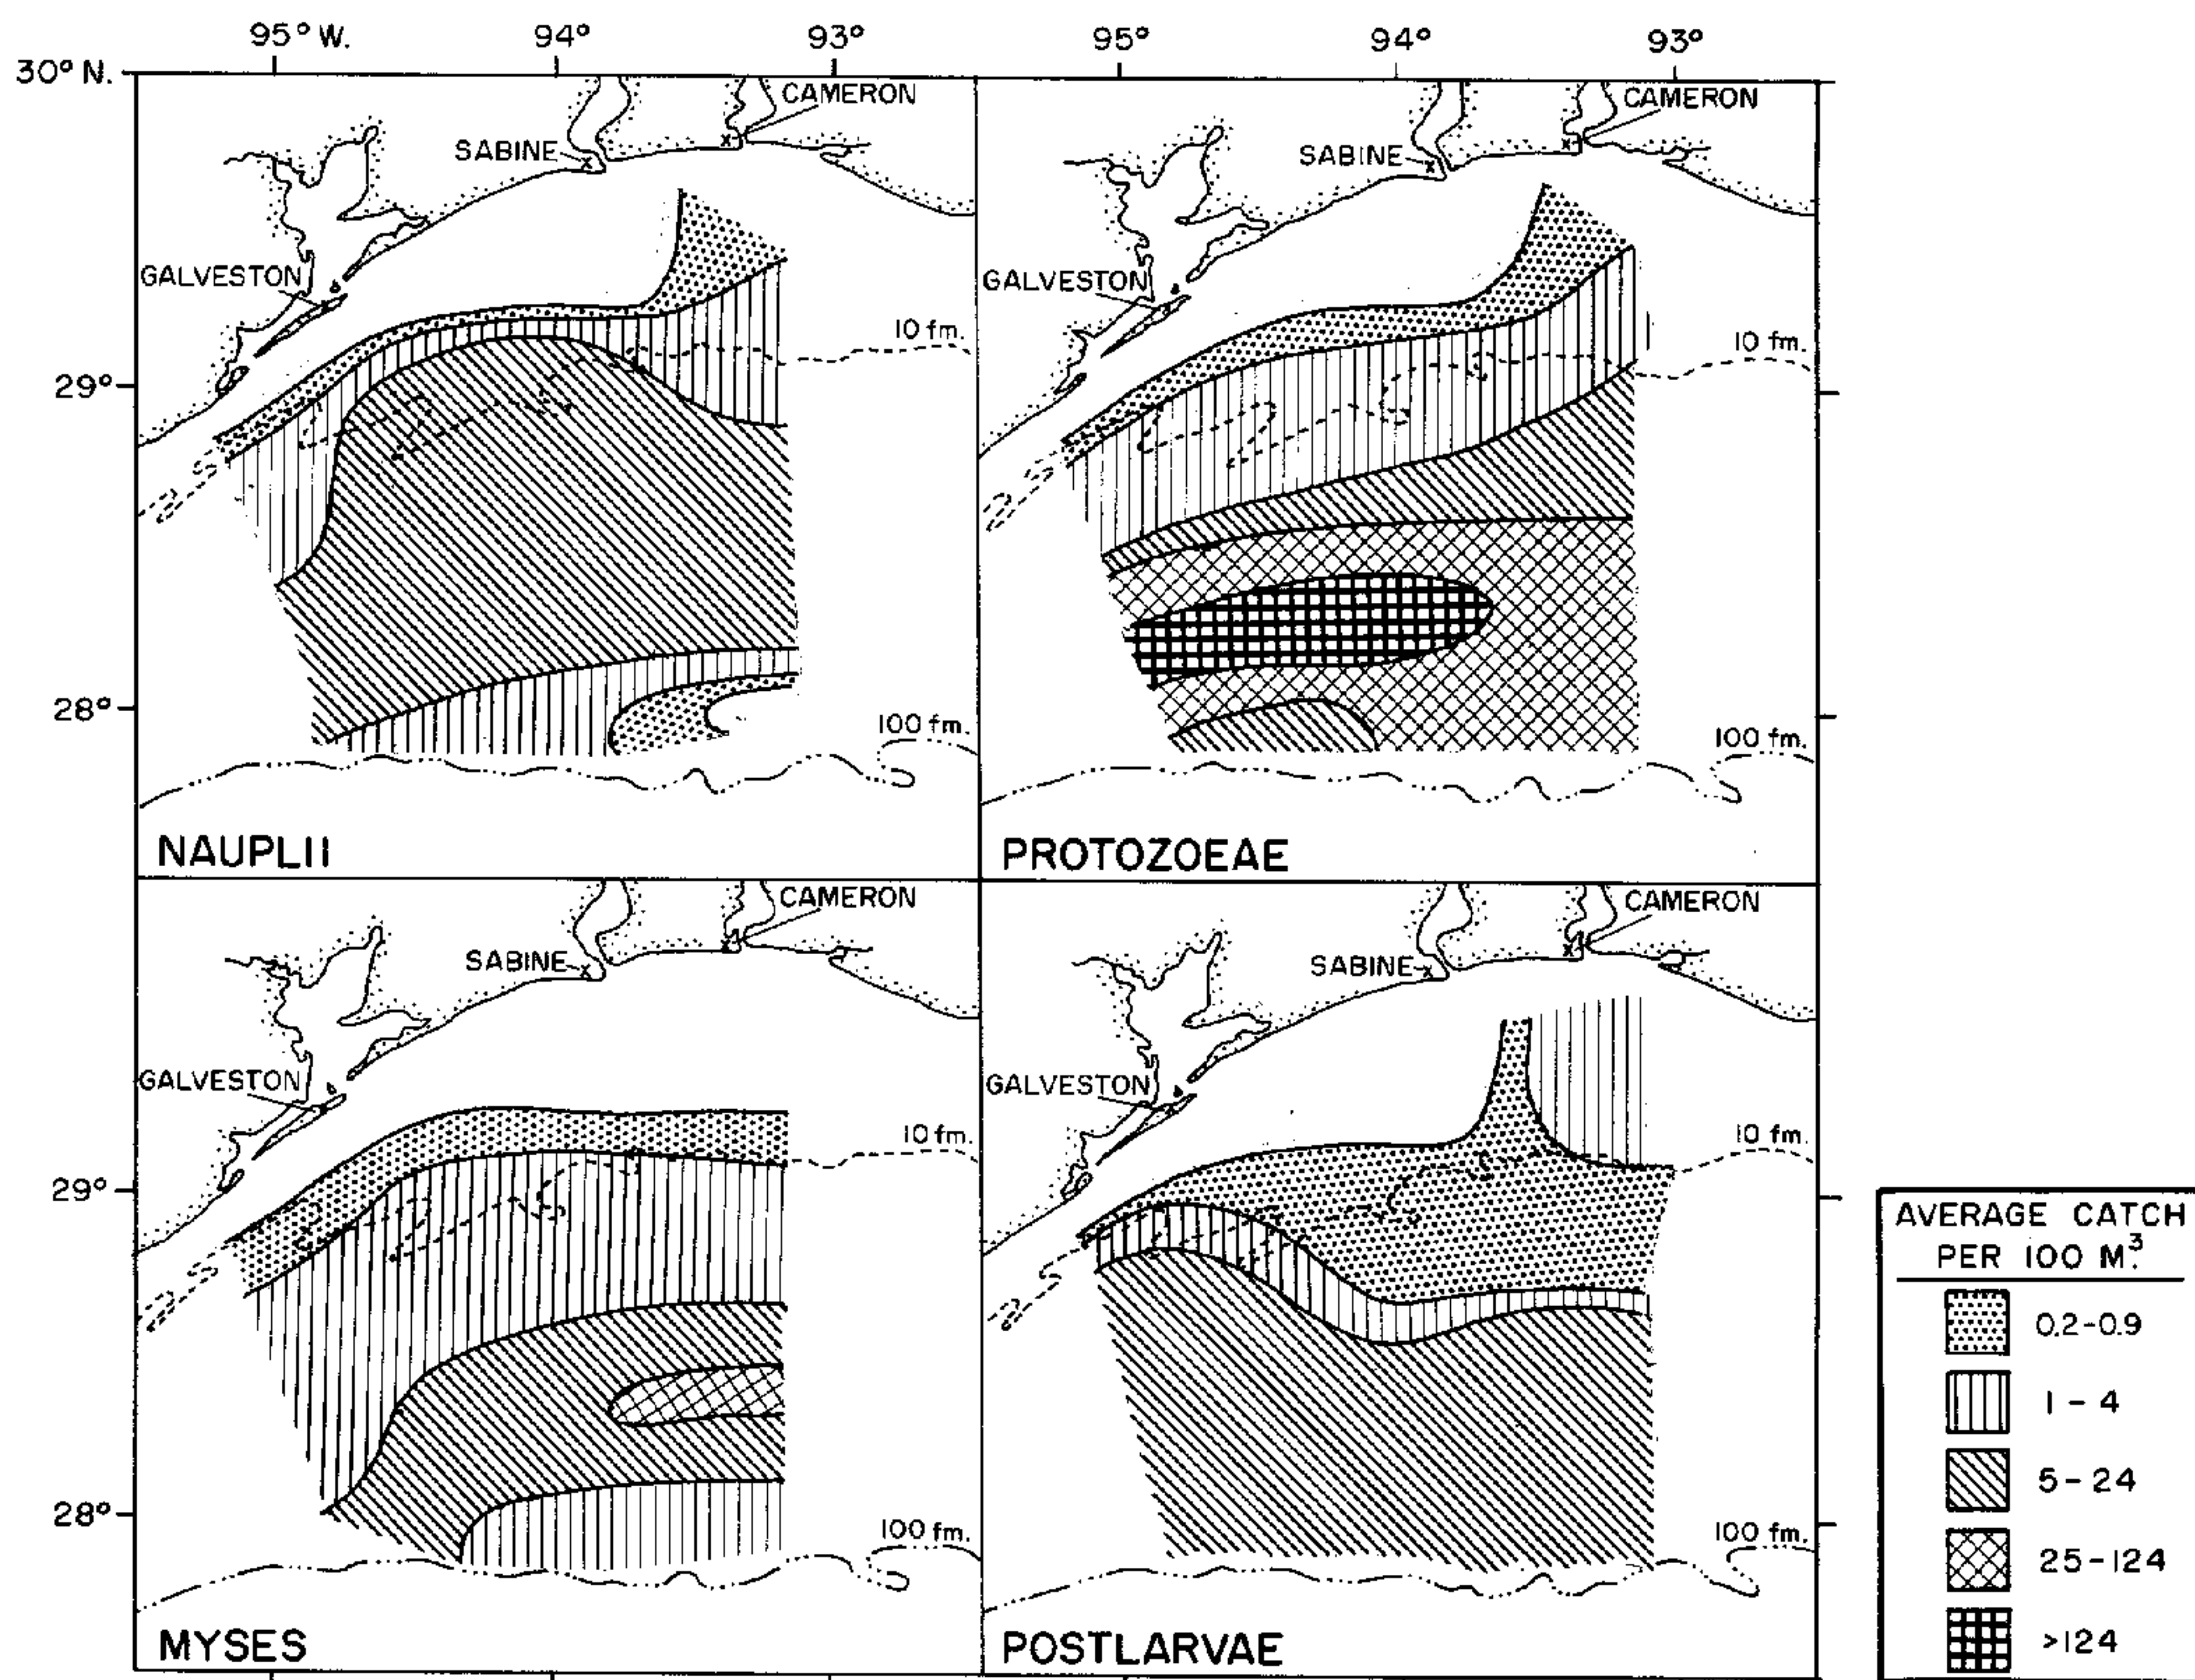 95° W. 94° 93° 95° 94° 93°
30° N.
CAMERON
SABINE
GALVESTON
10 fm.
29°
28°
100 fm.
NAUPLII
CAMERON
SABINE
GALVESTON
10 fm.
100 fm.
PROTOZOEAE
CAMERON
SABINE
GALVESTON
10 fm.
29°
28°
100 fm.
MYSES
CAMERON
SABINE
GALVESTON
10 fm.
100 fm.
POSTLARVAE
AVERAGE CATCH
PER 100 M³.
0.2-0.9
1 - 4
5 - 24
25 - 124
>124